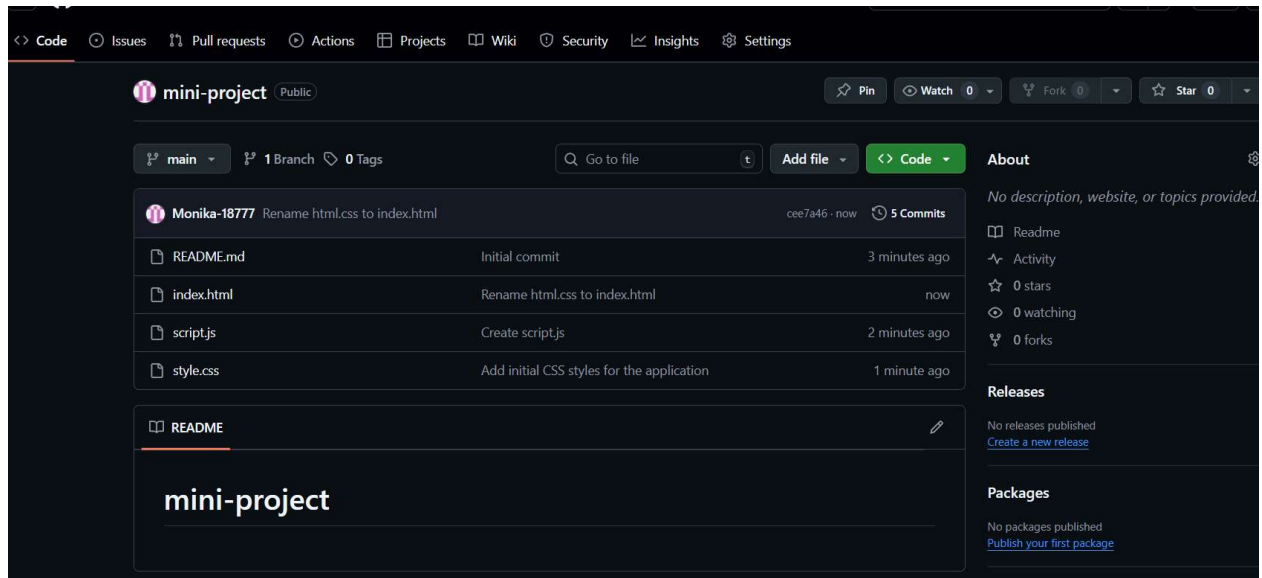 Code Issues Pull requests Actions Projects Wiki Security Insights Settings
mini-project Public Pin Watch 0 Fork 0 Star 0
main 1 Branch 0 Tags Go to file t Add file Code About
No description, website, or topics provided.
Monika-18777 Rename html.css to index.html cee7a46 · now 5 Commits
Readme
README.md Initial commit 3 minutes ago
Activity
index.html Rename html.css to index.html now
0 stars
0 watching
script.js Create script.js 2 minutes ago
0 forks
style.css Add initial CSS styles for the application 1 minute ago
Releases
README
No releases published
Create a new release
mini-project
Packages
No packages published
Publish your first package